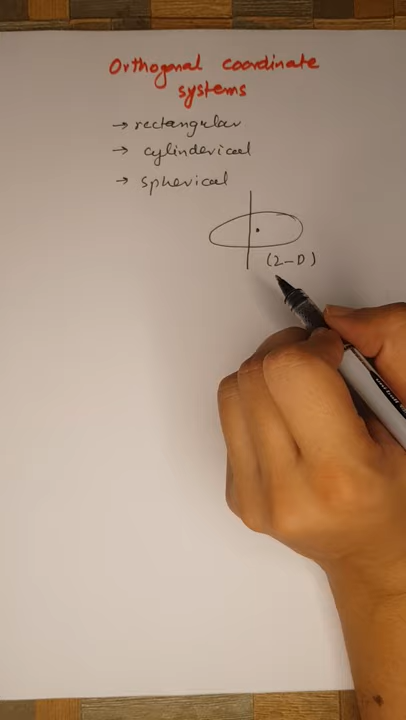 Orthogonal coordinate
systems
→ rectangular
→ cylinderical
→ spherical
(2-D)